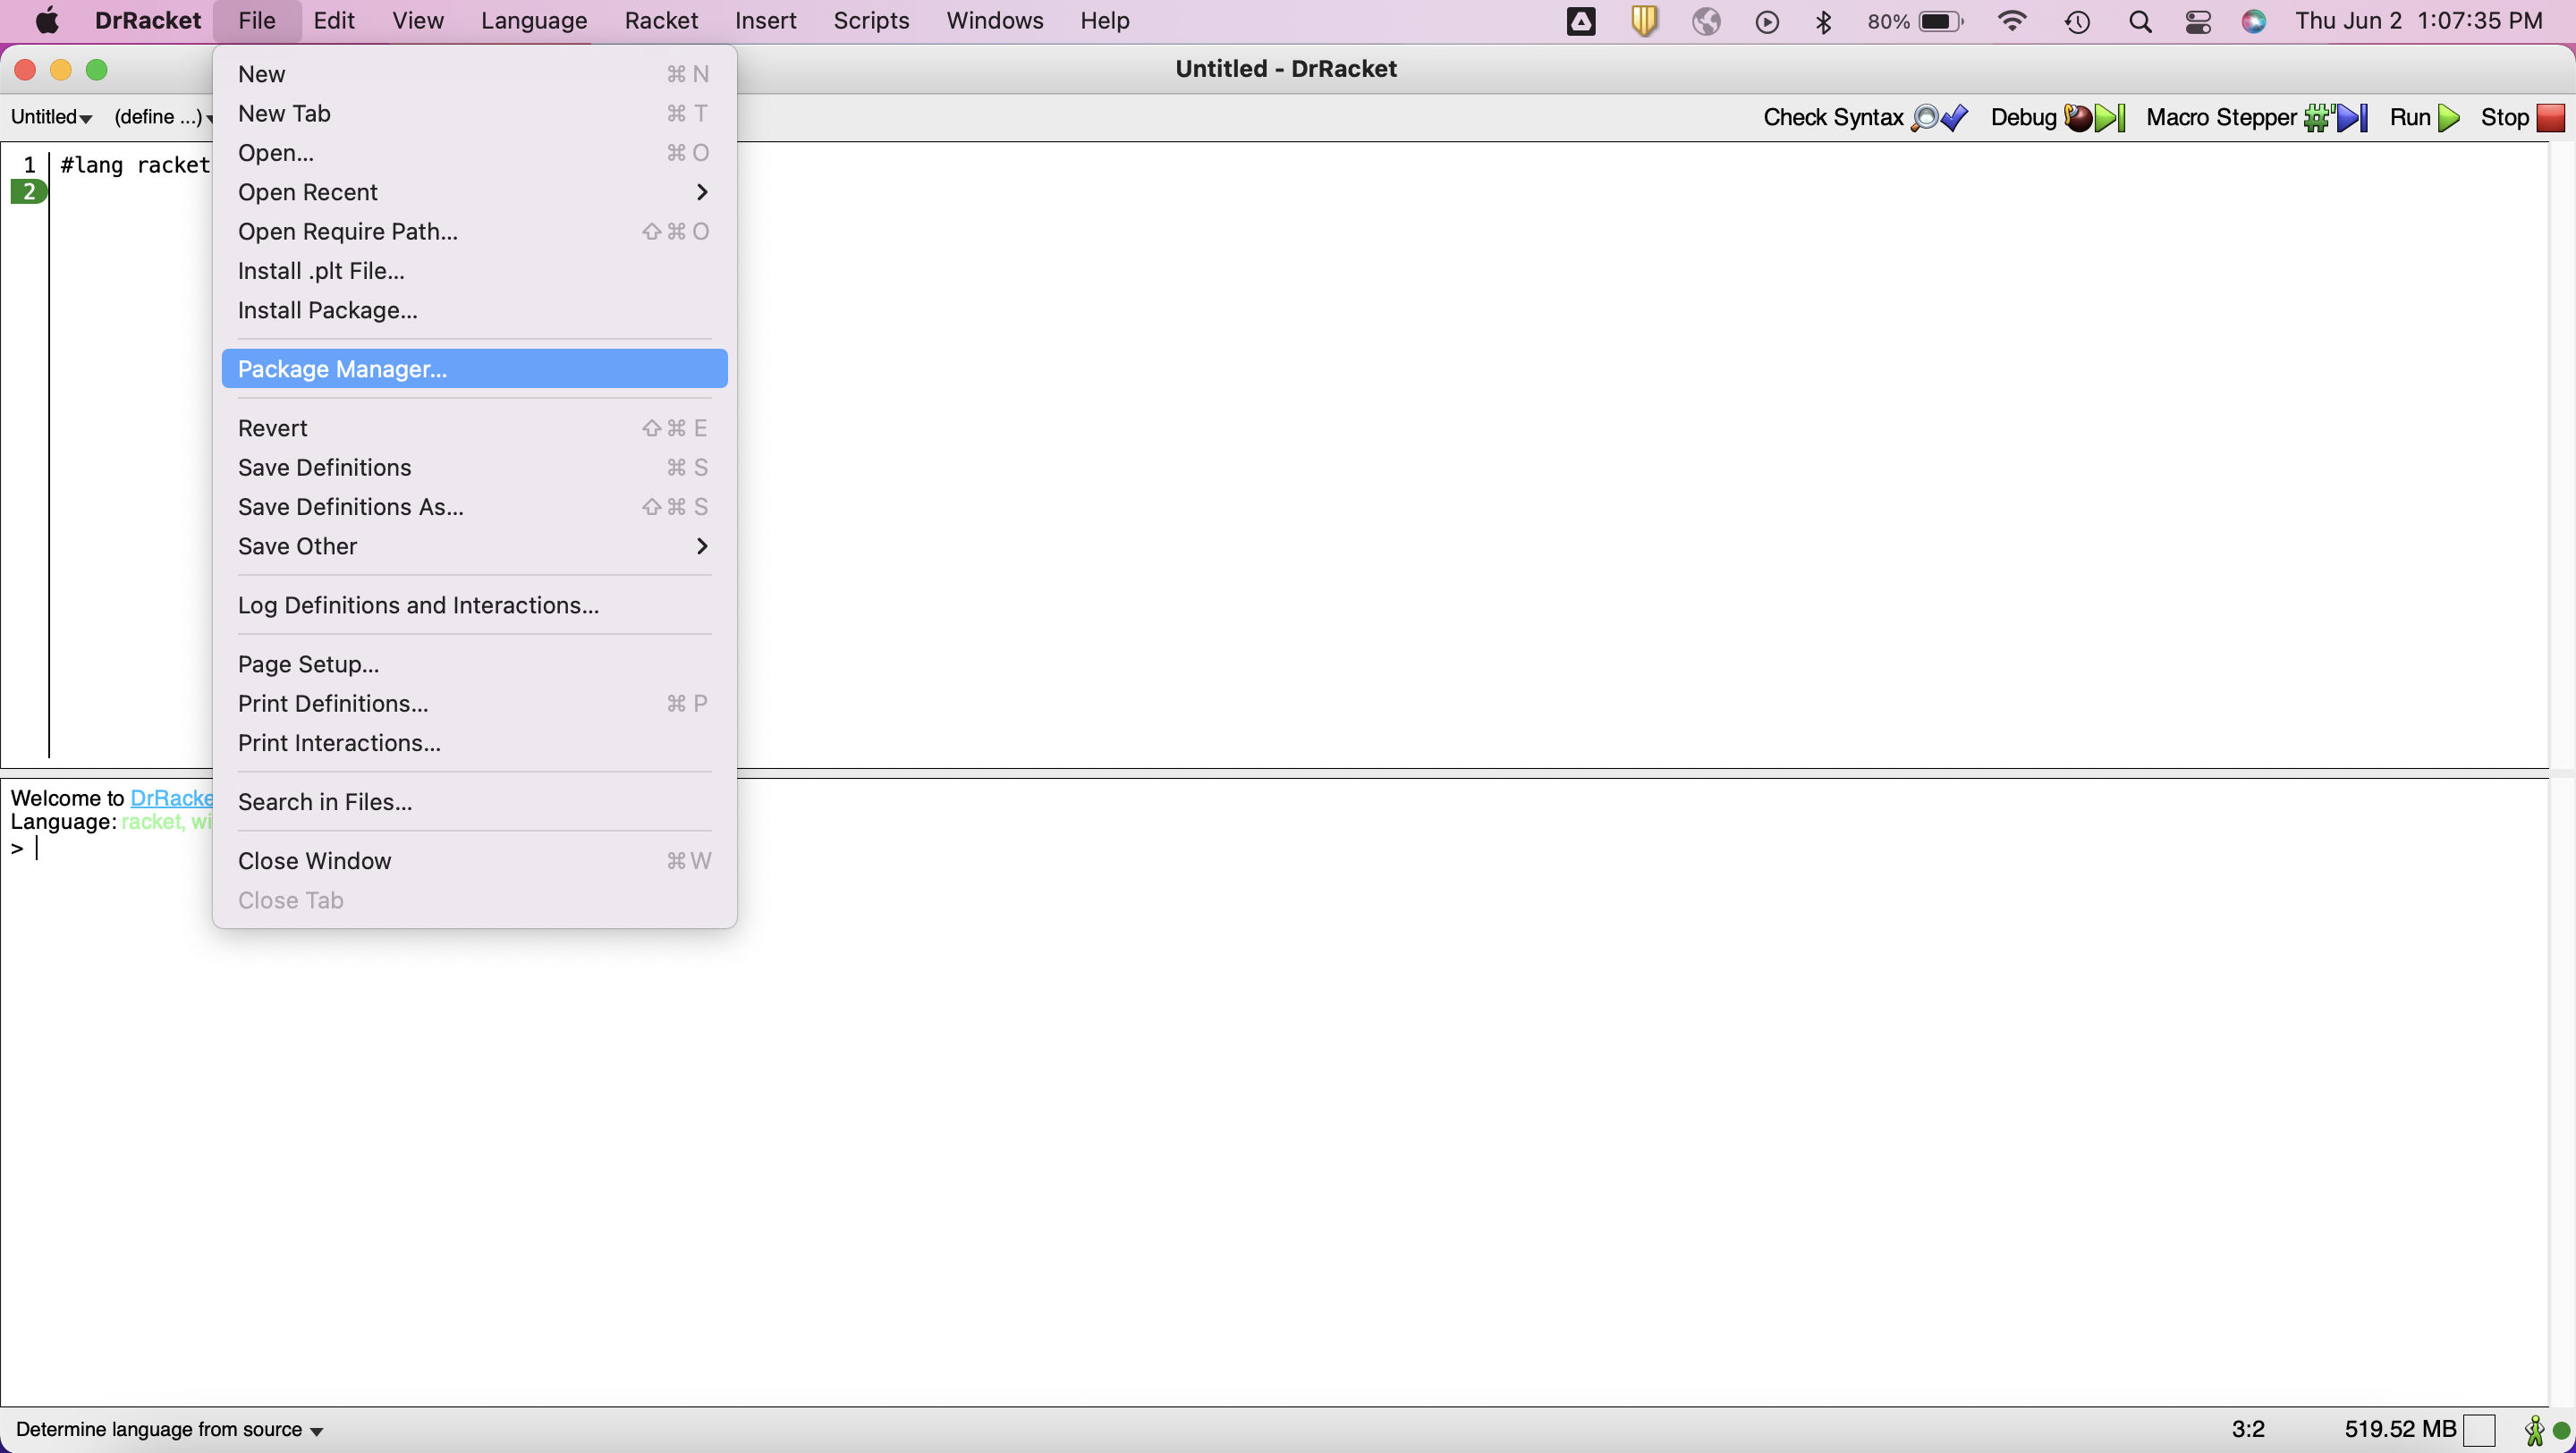 DrRacket File Edit View Language Racket Insert Scripts Windows Help 80% Thu Jun 2 1:07:35 PM
Untitled - DrRacket
Untitled (define ...) Check Syntax Debug Macro Stepper Run Stop
1 #lang racket
2
New ⌘ N
New Tab ⌘ T
Open... ⌘ O
Open Recent
Open Require Path... ⇧ ⌘ O
Install .plt File...
Install Package...
Package Manager...
Revert ⇧ ⌘ E
Save Definitions ⌘ S
Save Definitions As... ⇧ ⌘ S
Save Other
Log Definitions and Interactions...
Page Setup...
Print Definitions... ⌘ P
Print Interactions...
Search in Files...
Close Window ⌘ W
Close Tab
Welcome to DrRacke
Language: racket, wi
>
Determine language from source 3:2 519.52 MB